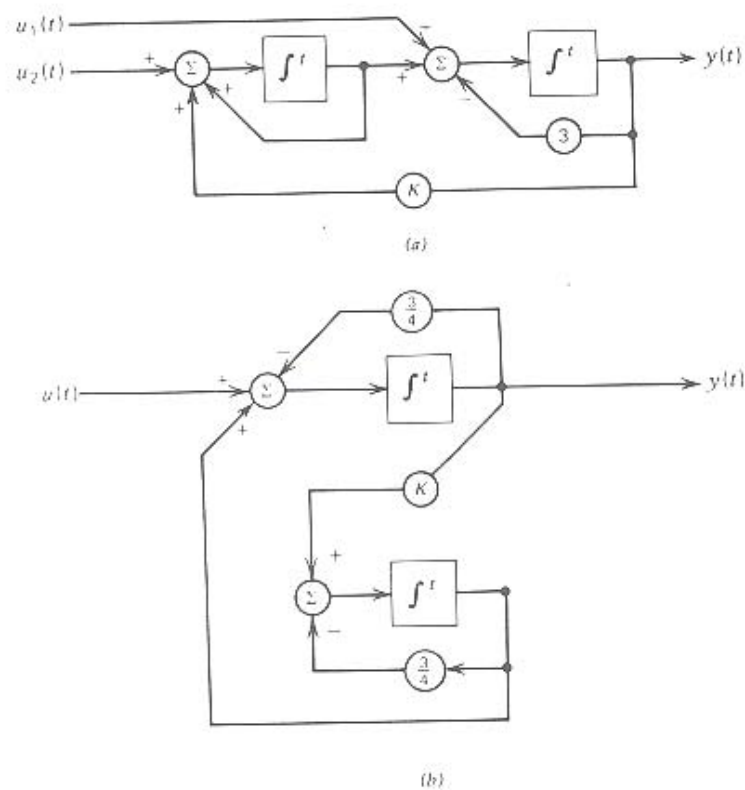 u₁(t)
u₂(t)
+ Σ + + ∫ᵗ + − Σ − ∫ᵗ y(t)
3
K
(a)
3/4
u(t) + − Σ + ∫ᵗ y(t)
K
+
Σ ∫ᵗ
−
3/4
(b)